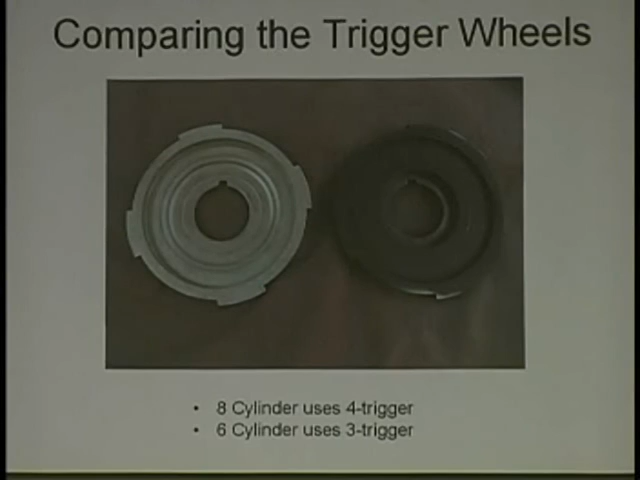 Comparing the Trigger Wheels
• 8 Cylinder uses 4-trigger
• 6 Cylinder uses 3-trigger